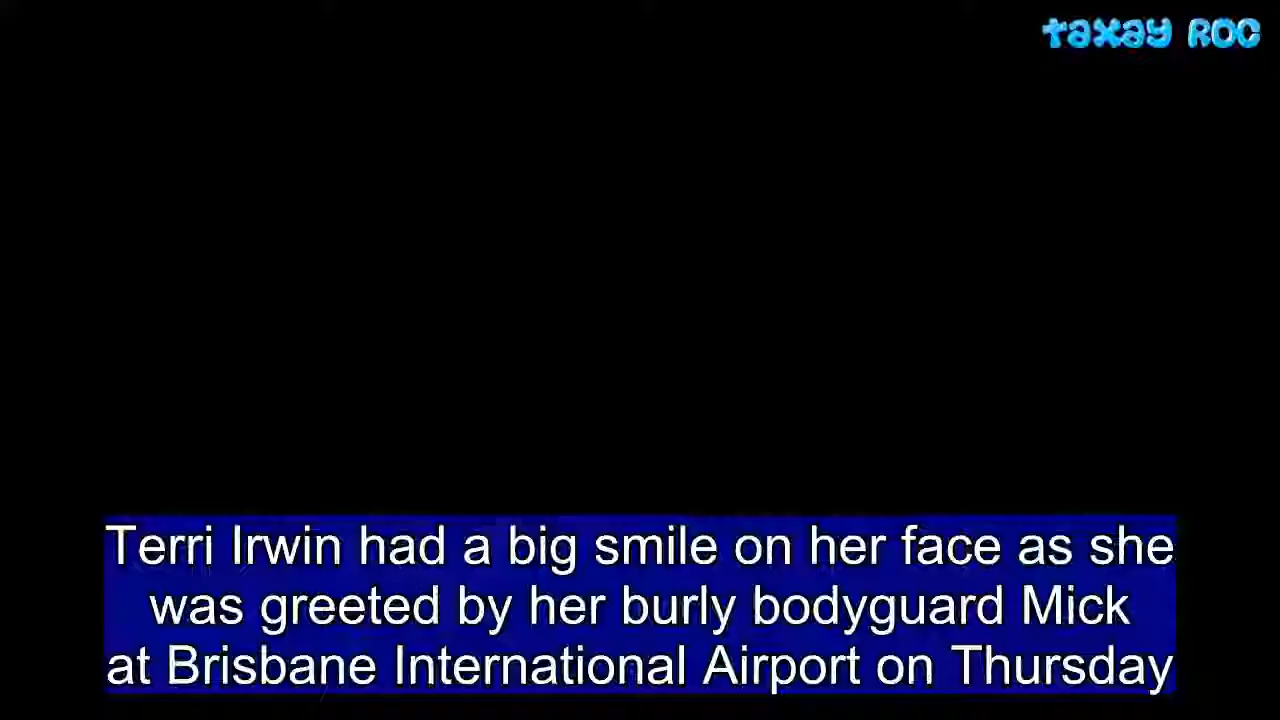 taxay ROC
Terri Irwin had a big smile on her face as she
was greeted by her burly bodyguard Mick
at Brisbane International Airport on Thursday